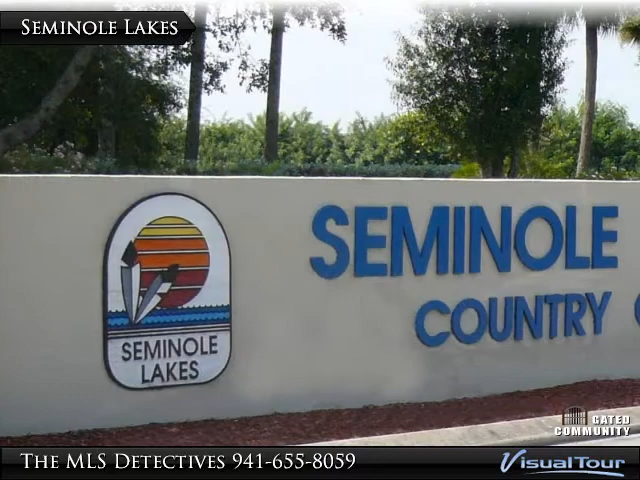 SEMINOLE LAKES
SEMINOLE
COUNTRY
SEMINOLE
LAKES
GATED
COMMUNITY
THE MLS DETECTIVES 941-655-8059
VISUALTOUR